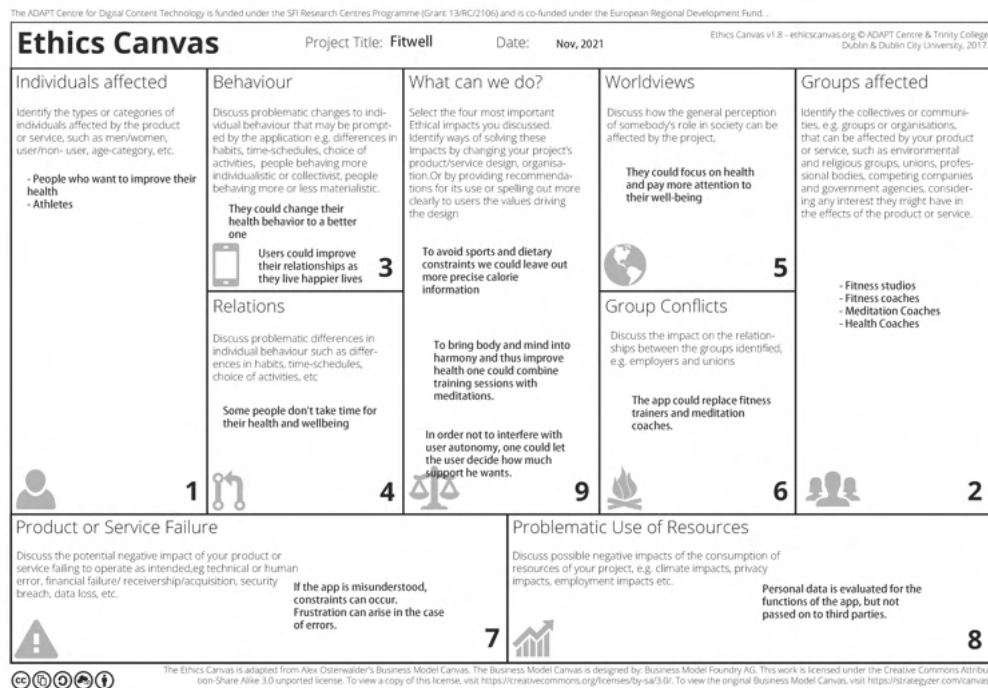 The ADAPT Centre for Digital Content Technology is funded under the SFI Research Centres Programme (Grant 13/RC/2106) and is co-funded under the European Regional Development Fund. .
Ethics Canvas
Project Title: Fitwell
Date: Nov, 2021
Ethics Canvas v1.8 - ethicscanvas.org © ADAPT Centre & Trinity College
Dublin & Dublin City University, 2017.
Individuals affected
Identify the types or categories of
individuals affected by the product
or service, such as men/women,
user/non- user, age-category, etc.
- People who want to improve their
health
- Athletes
1
Behaviour
Discuss problematic changes to indi-
vidual behaviour that may be prompt-
ed by the application e.g. differences in
habits, time-schedules, choice of
activities, people behaving more
individualistic or collectivist, people
behaving more or less materialistic.
They could change their
health behavior to a better
one
Users could improve
their relationships as
they live happier lives
3
Relations
Discuss problematic differences in
individual behaviour such as differ-
ences in habits, time-schedules,
choice of activities, etc
Some people don't take time for
their health and wellbeing
4
What can we do?
Select the four most important
Ethical impacts you discussed.
Identify ways of solving these
Impacts by changing your project's
product/service design, organisa-
tion.Or by providing recommenda-
tions for its use or spelling out more
clearly to users the values driving
the design
To avoid sports and dietary
constraints we could leave out
more precise calorie
information
To bring body and mind into
harmony and thus improve
health one could combine
training sessions with
meditations.
In order not to interfere with
user autonomy, one could let
the user decide how much
support he wants.
9
Worldviews
Discuss how the general perception
of somebody's role in society can be
affected by the project,
They could focus on health
and pay more attention to
their well-being
5
Group Conflicts
Discuss the impact on the relation-
ships between the groups identified,
e.g. employers and unions
The app could replace fitness
trainers and meditation
coaches.
6
Groups affected
Identify the collectives or communi-
ties, e.g. groups or organisations,
that can be affected by your product
or service, such as environmental
and religious groups, unions, profes-
sional bodies, competing companies
and government agencies, consider-
ing any interest they might have in
the effects of the product or service.
- Fitness studios
- Fitness coaches
- Meditation Coaches
- Health Coaches
2
Product or Service Failure
Discuss the potential negative impact of your product or
service failing to operate as intended,eg technical or human
error, financial failure/ receivership/acquisition, security
breach, data loss, etc.
If the app is misunderstood,
constraints can occur.
Frustration can arise in the case
of errors.
7
Problematic Use of Resources
Discuss possible negative impacts of the consumption of
resources of your project, e.g. climate impacts, privacy
impacts, employment impacts etc.
Personal data is evaluated for the
functions of the app, but not
passed on to third parties.
8
The Ethics Canvas is adapted from Alex Osterwalder's Business Model Canvas. The Business Model Canvas is designed by: Business Model Foundry AG. This work is licensed under the Creative Commons Attribu
tion-Share Alike 3.0 unported license. To view a copy of this license, visit https://creativecommons.org/licenses/by-sa/3.0/. To view the original Business Model Canvas, visit https://strategyzer.com/canvas